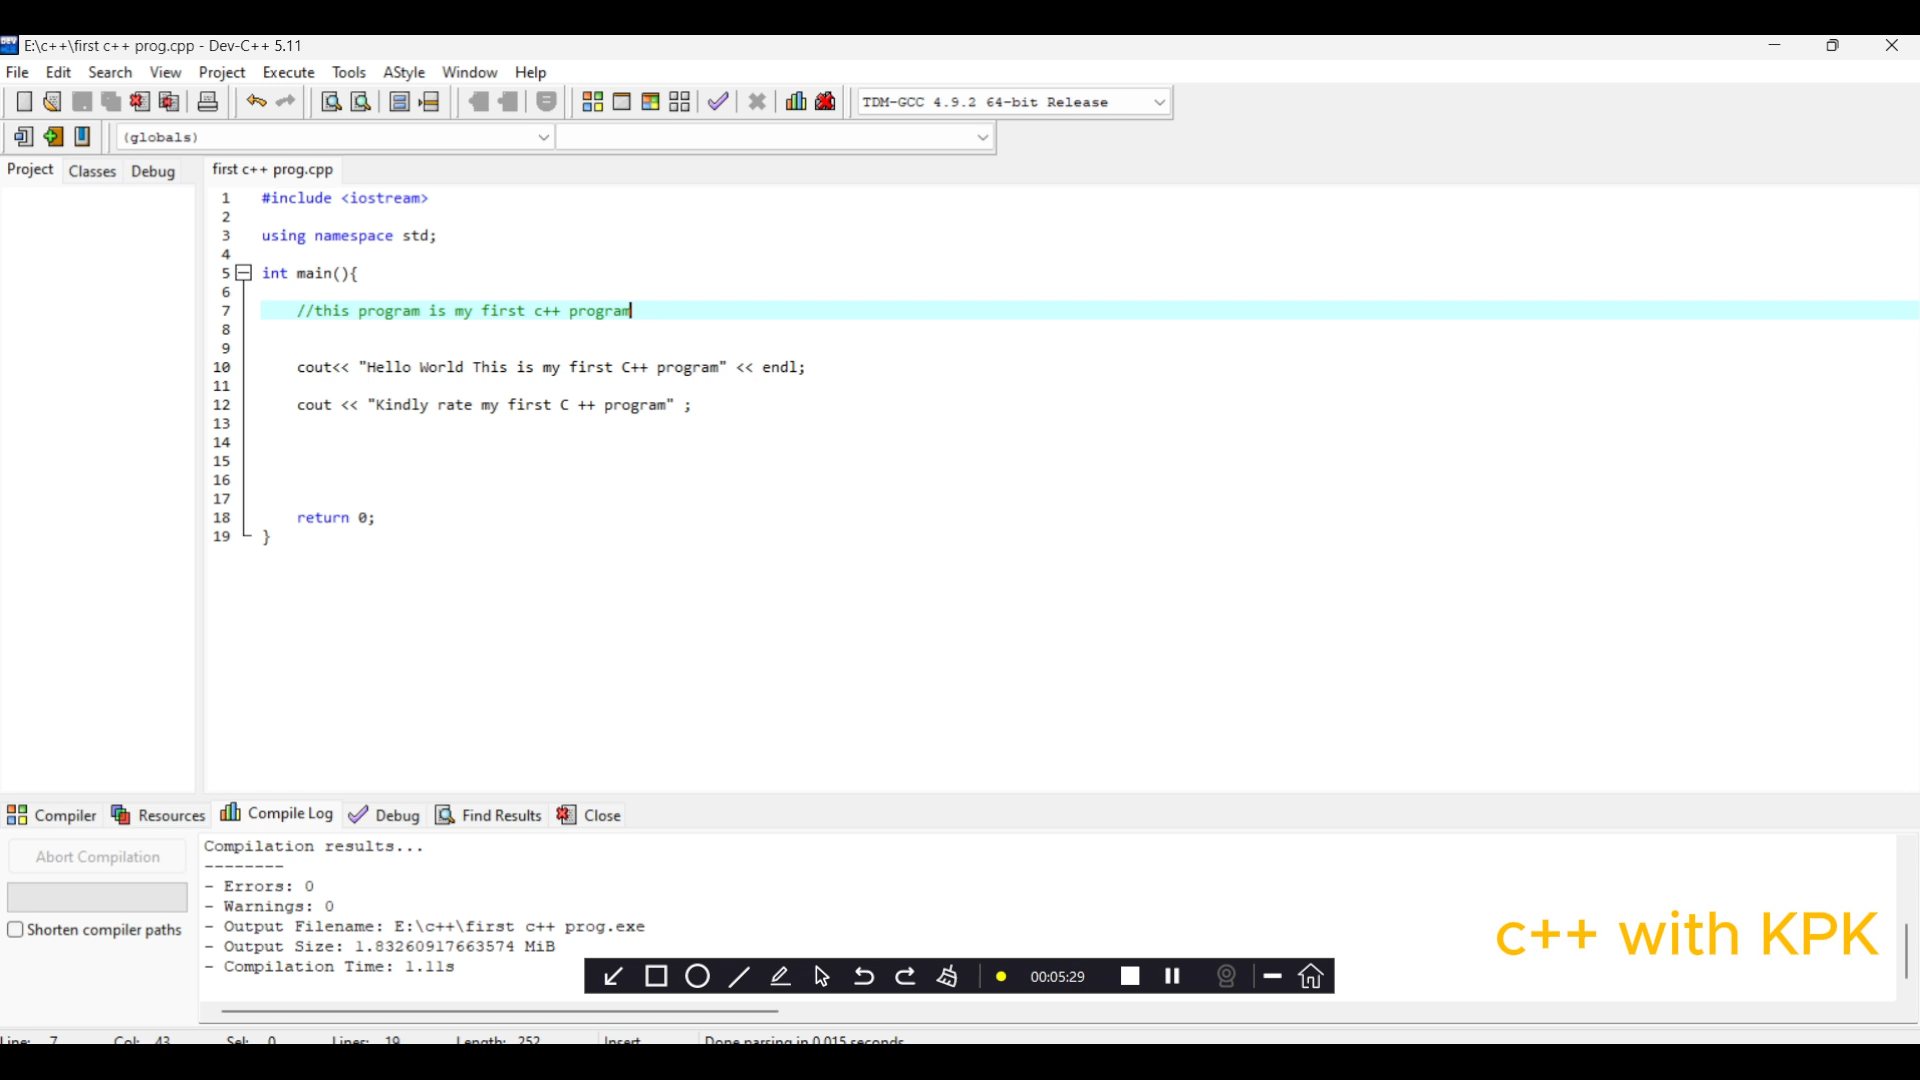 E:\c++\first c++ prog.cpp - Dev-C++ 5.11
File Edit Search View Project Execute Tools AStyle Window Help
TDM-GCC 4.9.2 64-bit Release
(globals)
Project Classes Debug
first c++ prog.cpp
1 #include <iostream>
2
3 using namespace std;
4
5 int main(){
6
7 //this program is my first c++ program
8
9
10 cout<< "Hello World This is my first C++ program" << endl;
11
12 cout << "Kindly rate my first C ++ program" ;
13
14
15
16
17
18 return 0;
19 }
Compiler Resources Compile Log Debug Find Results Close
Abort Compilation
Shorten compiler paths
Compilation results...
--------
- Errors: 0
- Warnings: 0
- Output Filename: E:\c++\first c++ prog.exe
- Output Size: 1.83260917663574 MiB
- Compilation Time: 1.11s
c++ with KPK
00:05:29
Line: 7 Col: 43 Sel: 0 Lines: 19 Length: 252 Insert Done parsing in 0.015 seconds